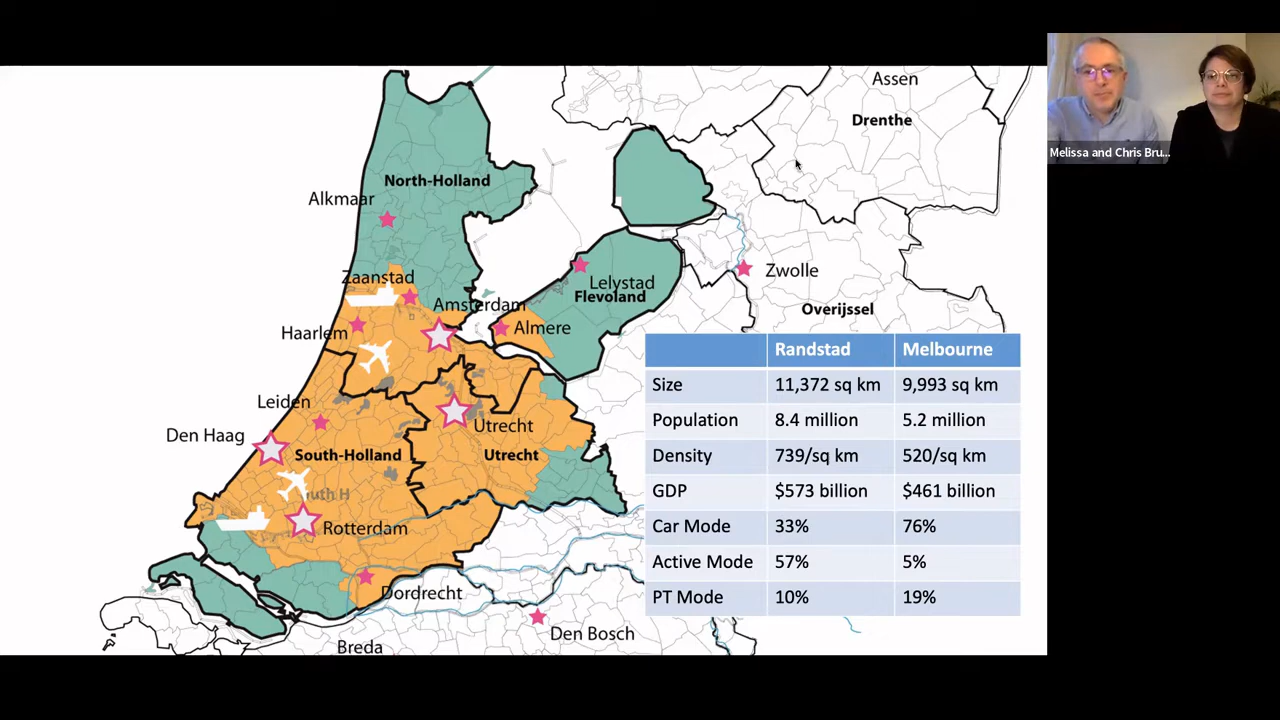 Assen
Drenthe
Melissa and Chris Bru...
North-Holland
Alkmaar
Zaanstad
Zwolle
Lelystad
Flevoland
Amsterdam
Overijssel
Haarlem
Almere
Leiden
Den Haag
Utrecht
South-Holland
Utrecht
uth H
Rotterdam
Dordrecht
Den Bosch
Breda
Randstad Melbourne
Size 11,372 sq km 9,993 sq km
Population 8.4 million 5.2 million
Density 739/sq km 520/sq km
GDP $573 billion $461 billion
Car Mode 33% 76%
Active Mode 57% 5%
PT Mode 10% 19%